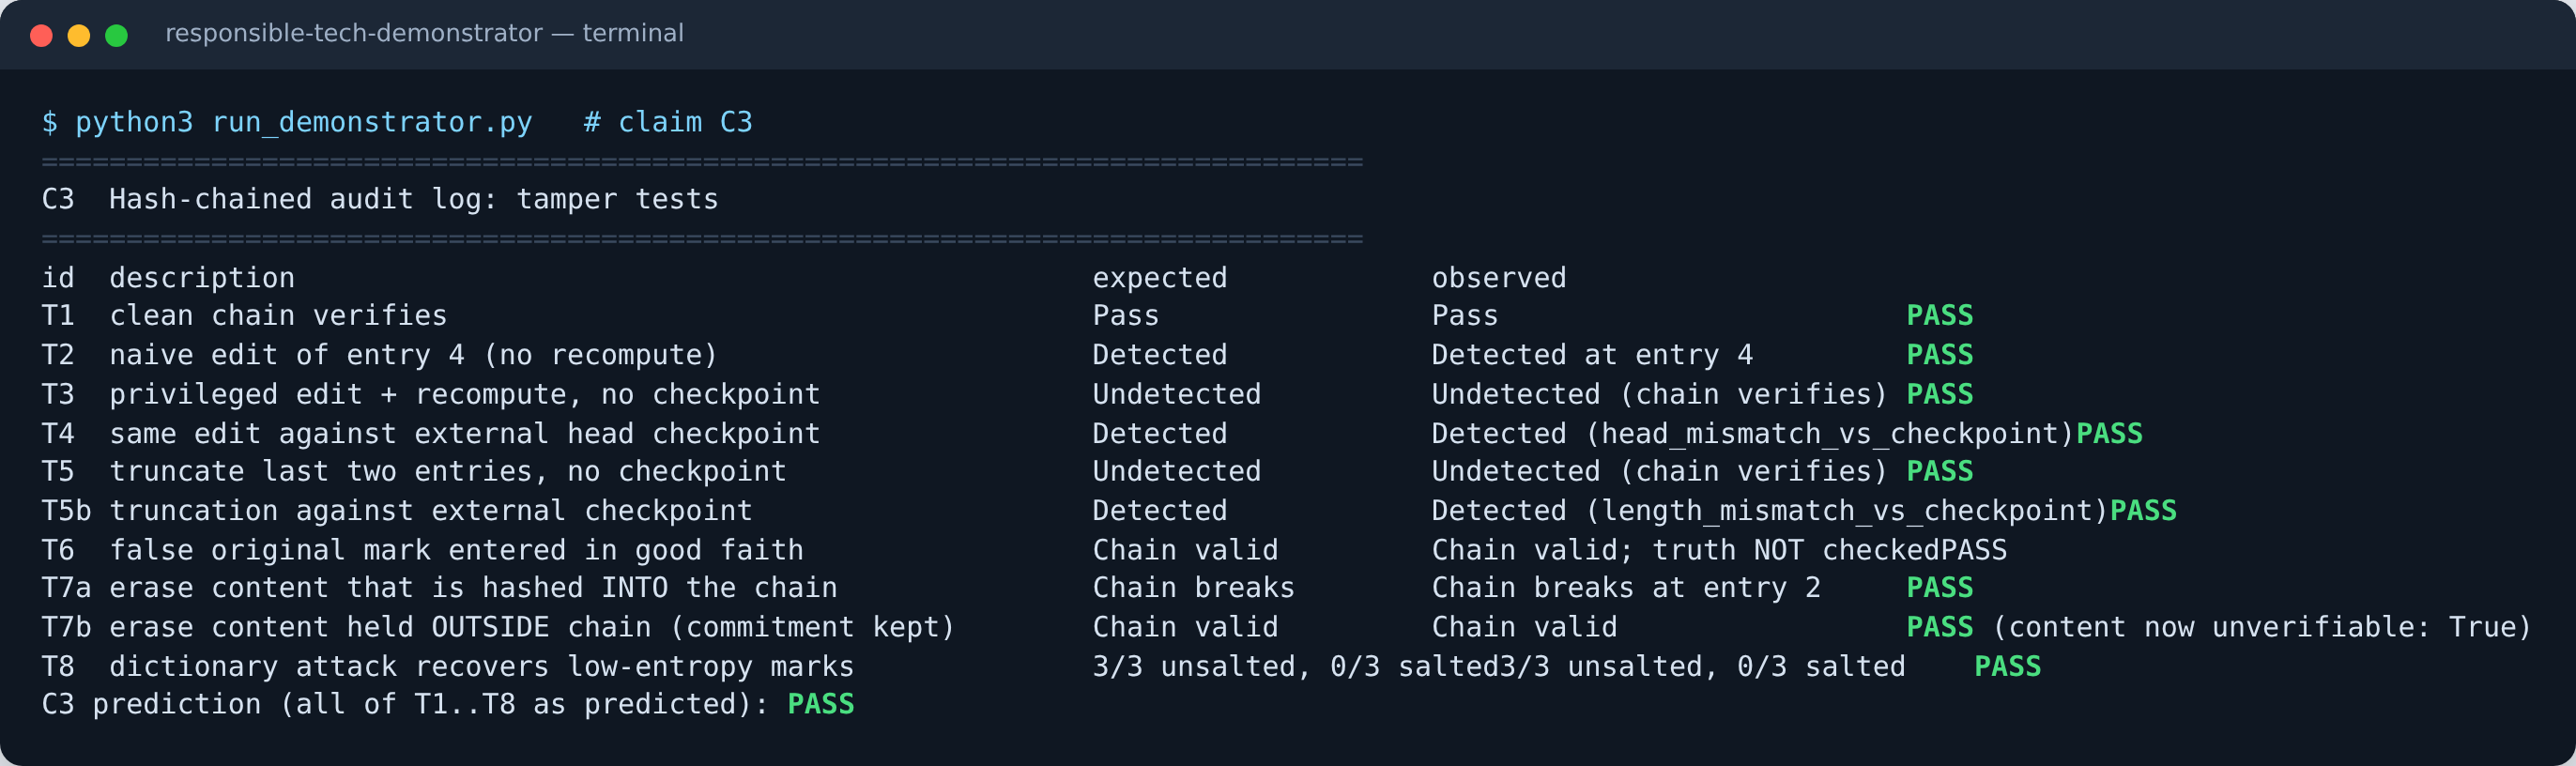 responsible-tech-demonstrator — terminal
$ python3 run_demonstrator.py   # claim C3
==============================================================================
C3  Hash-chained audit log: tamper tests
==============================================================================
id  description                                               expected            observed
T1  clean chain verifies                                      Pass                Pass                        PASS
T2  naive edit of entry 4 (no recompute)                      Detected            Detected at entry 4         PASS
T3  privileged edit + recompute, no checkpoint                Undetected          Undetected (chain verifies) PASS
T4  same edit against external head checkpoint                Detected            Detected (head_mismatch_vs_checkpoint)PASS
T5  truncate last two entries, no checkpoint                  Undetected          Undetected (chain verifies) PASS
T5b truncation against external checkpoint                    Detected            Detected (length_mismatch_vs_checkpoint)PASS
T6  false original mark entered in good faith                 Chain valid         Chain valid; truth NOT checkedPASS
T7a erase content that is hashed INTO the chain               Chain breaks        Chain breaks at entry 2     PASS
T7b erase content held OUTSIDE chain (commitment kept)        Chain valid         Chain valid                 PASS (content now unverifiable: True)
T8  dictionary attack recovers low-entropy marks              3/3 unsalted, 0/3 salted3/3 unsalted, 0/3 salted    PASS
C3 prediction (all of T1..T8 as predicted): PASS